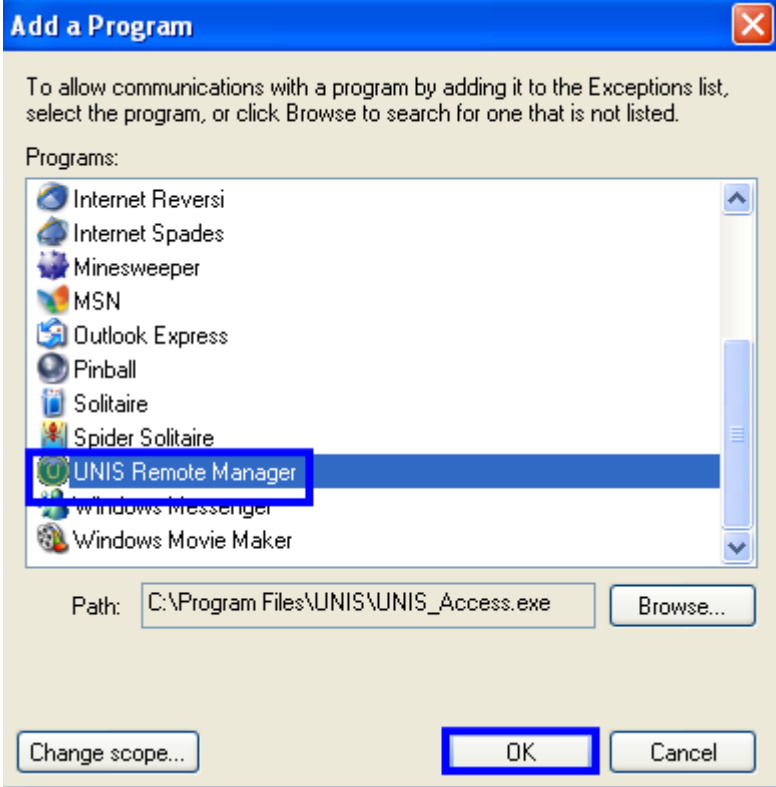 Add a Program
To allow communications with a program by adding it to the Exceptions list,
select the program, or click Browse to search for one that is not listed.
Programs:
Internet Reversi
Internet Spades
Minesweeper
MSN
Outlook Express
Pinball
Solitaire
Spider Solitaire
UNIS Remote Manager
Windows Messenger
Windows Movie Maker
Path: C:\Program Files\UNIS\UNIS_Access.exe Browse...
Change scope... OK Cancel